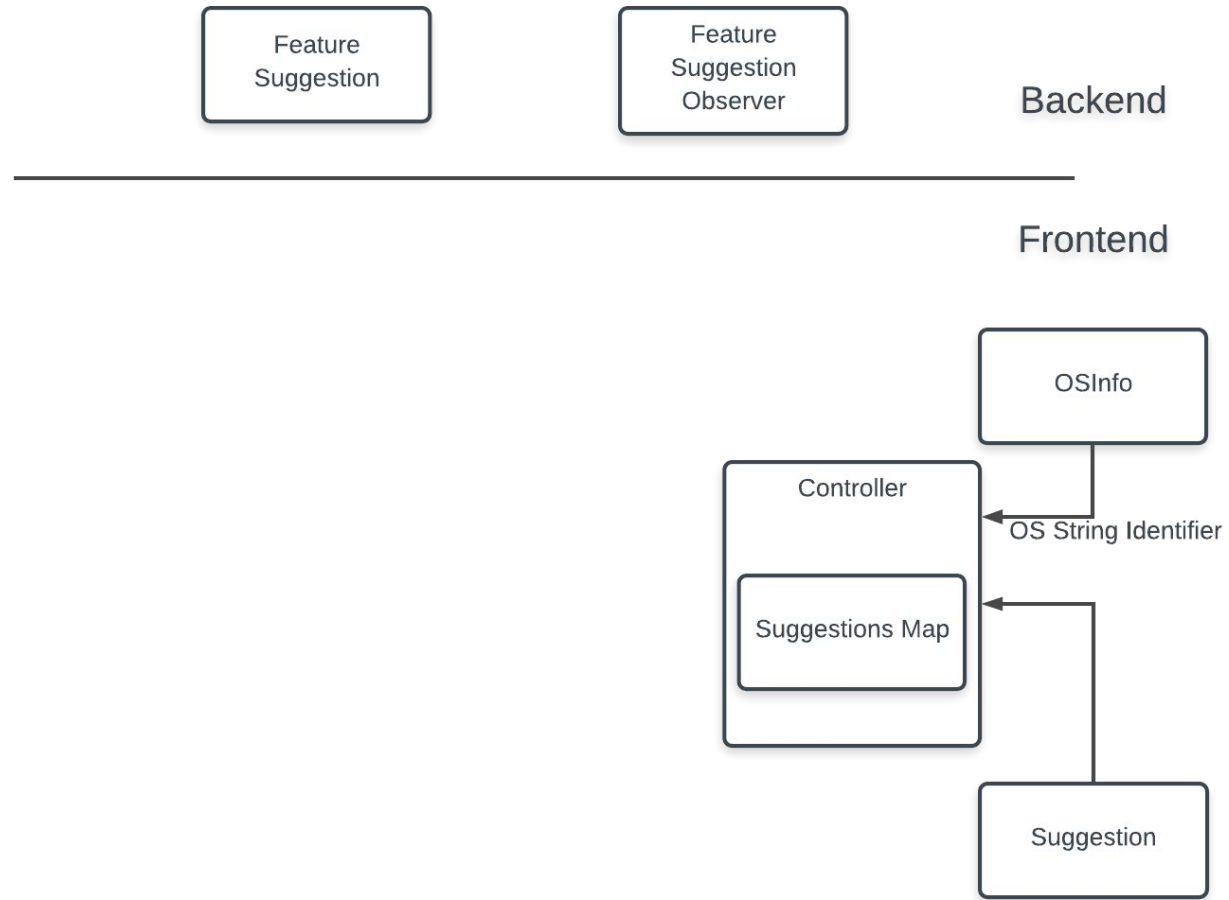 Feature
Suggestion
Feature
Suggestion
Observer
Backend
Frontend
OSInfo
Controller
OS String Identifier
Suggestions Map
Suggestion